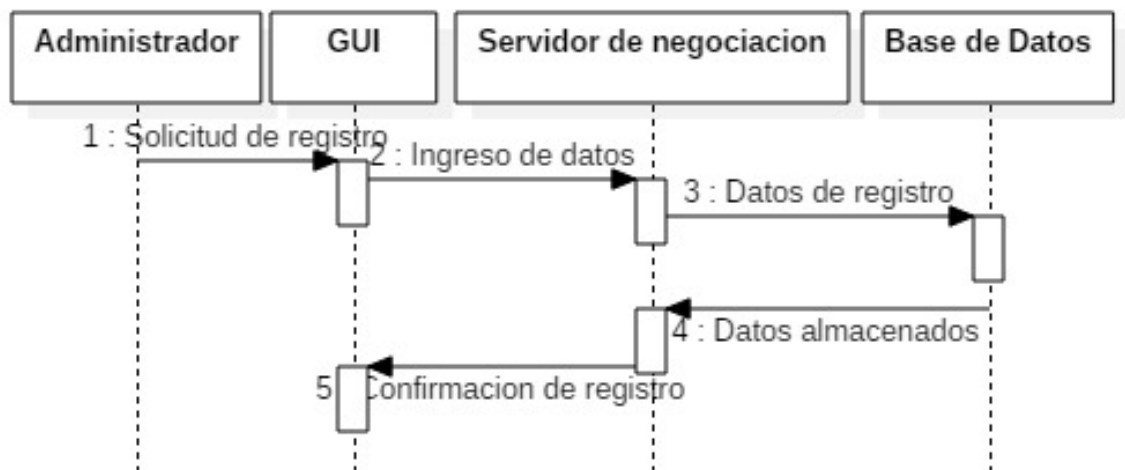 Administrador
GUI
Servidor de negociacion
Base de Datos
1 : Solicitud de registro
2 : Ingreso de datos
3 : Datos de registro
4 : Datos almacenados
5 : Confirmacion de registro